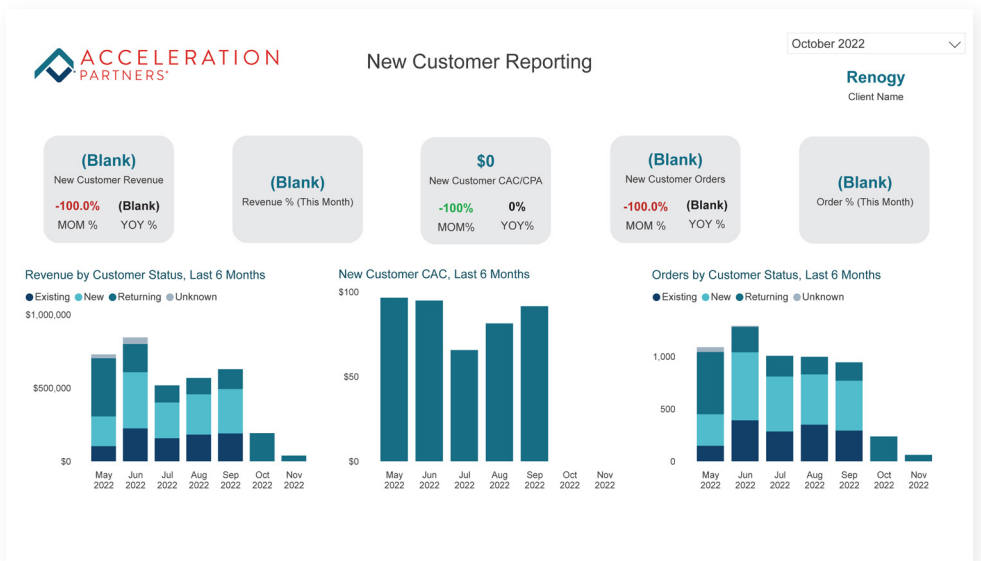 ACCELERATION
PARTNERS®
New Customer Reporting
October 2022
Renogy
Client Name
(Blank)
New Customer Revenue
-100.0% (Blank)
MOM % YOY %
(Blank)
Revenue % (This Month)
$0
New Customer CAC/CPA
-100% 0%
MOM% YOY%
(Blank)
New Customer Orders
-100.0% (Blank)
MOM % YOY %
(Blank)
Order % (This Month)
Revenue by Customer Status, Last 6 Months
Existing New Returning Unknown
$1,000,000
$500,000
$0
May Jun Jul Aug Sep Oct Nov
2022 2022 2022 2022 2022 2022 2022
New Customer CAC, Last 6 Months
$100
$50
$0
May Jun Jul Aug Sep Oct Nov
2022 2022 2022 2022 2022 2022 2022
Orders by Customer Status, Last 6 Months
Existing New Returning Unknown
1,000
500
0
May Jun Jul Aug Sep Oct Nov
2022 2022 2022 2022 2022 2022 2022